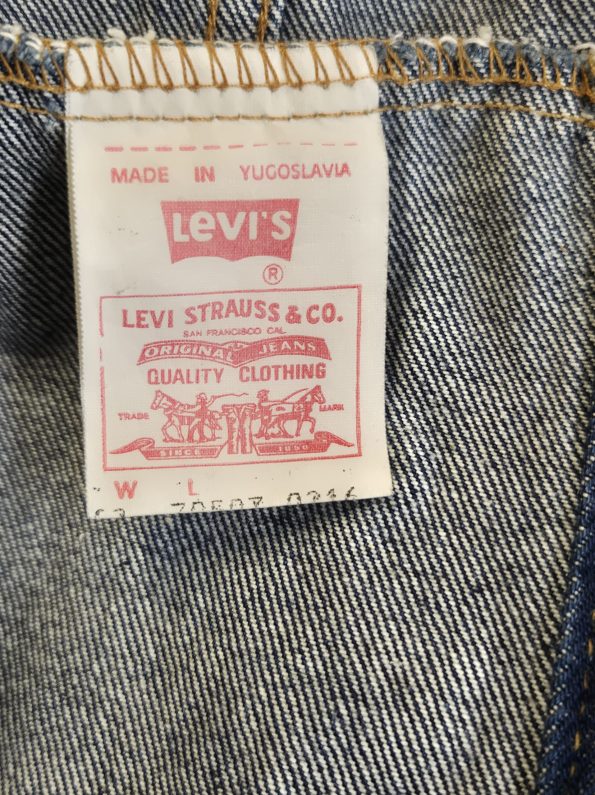 MADE IN YUGOSLAVIA
LEVI'S
®
LEVI STRAUSS & CO.
SAN FRANCISCO CAL
ORIGINAL JEANS
QUALITY CLOTHING
TRADE MARK
SINCE 1850
W L